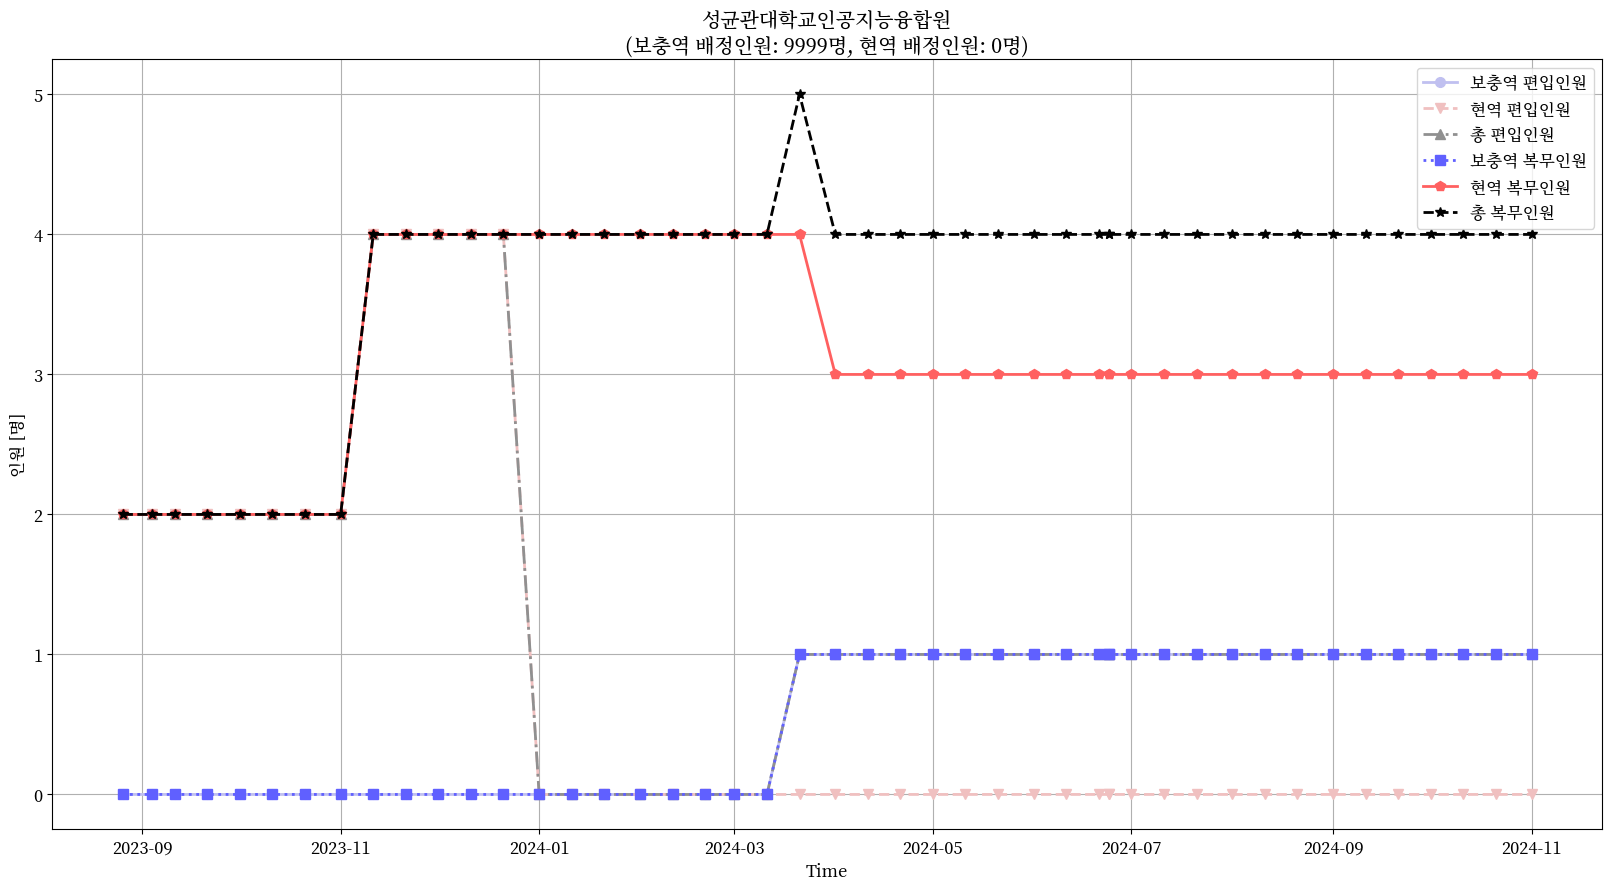 성균관대학교인공지능융합원
(보충역 배정인원: 9999명, 현역 배정인원: 0명)
보충역 편입인원
현역 편입인원
총 편입인원
보충역 복무인원
현역 복무인원
총 복무인원
인원 [명]
5
4
3
2
1
0
2023-09
2023-11
2024-01
2024-03
2024-05
2024-07
2024-09
2024-11
Time